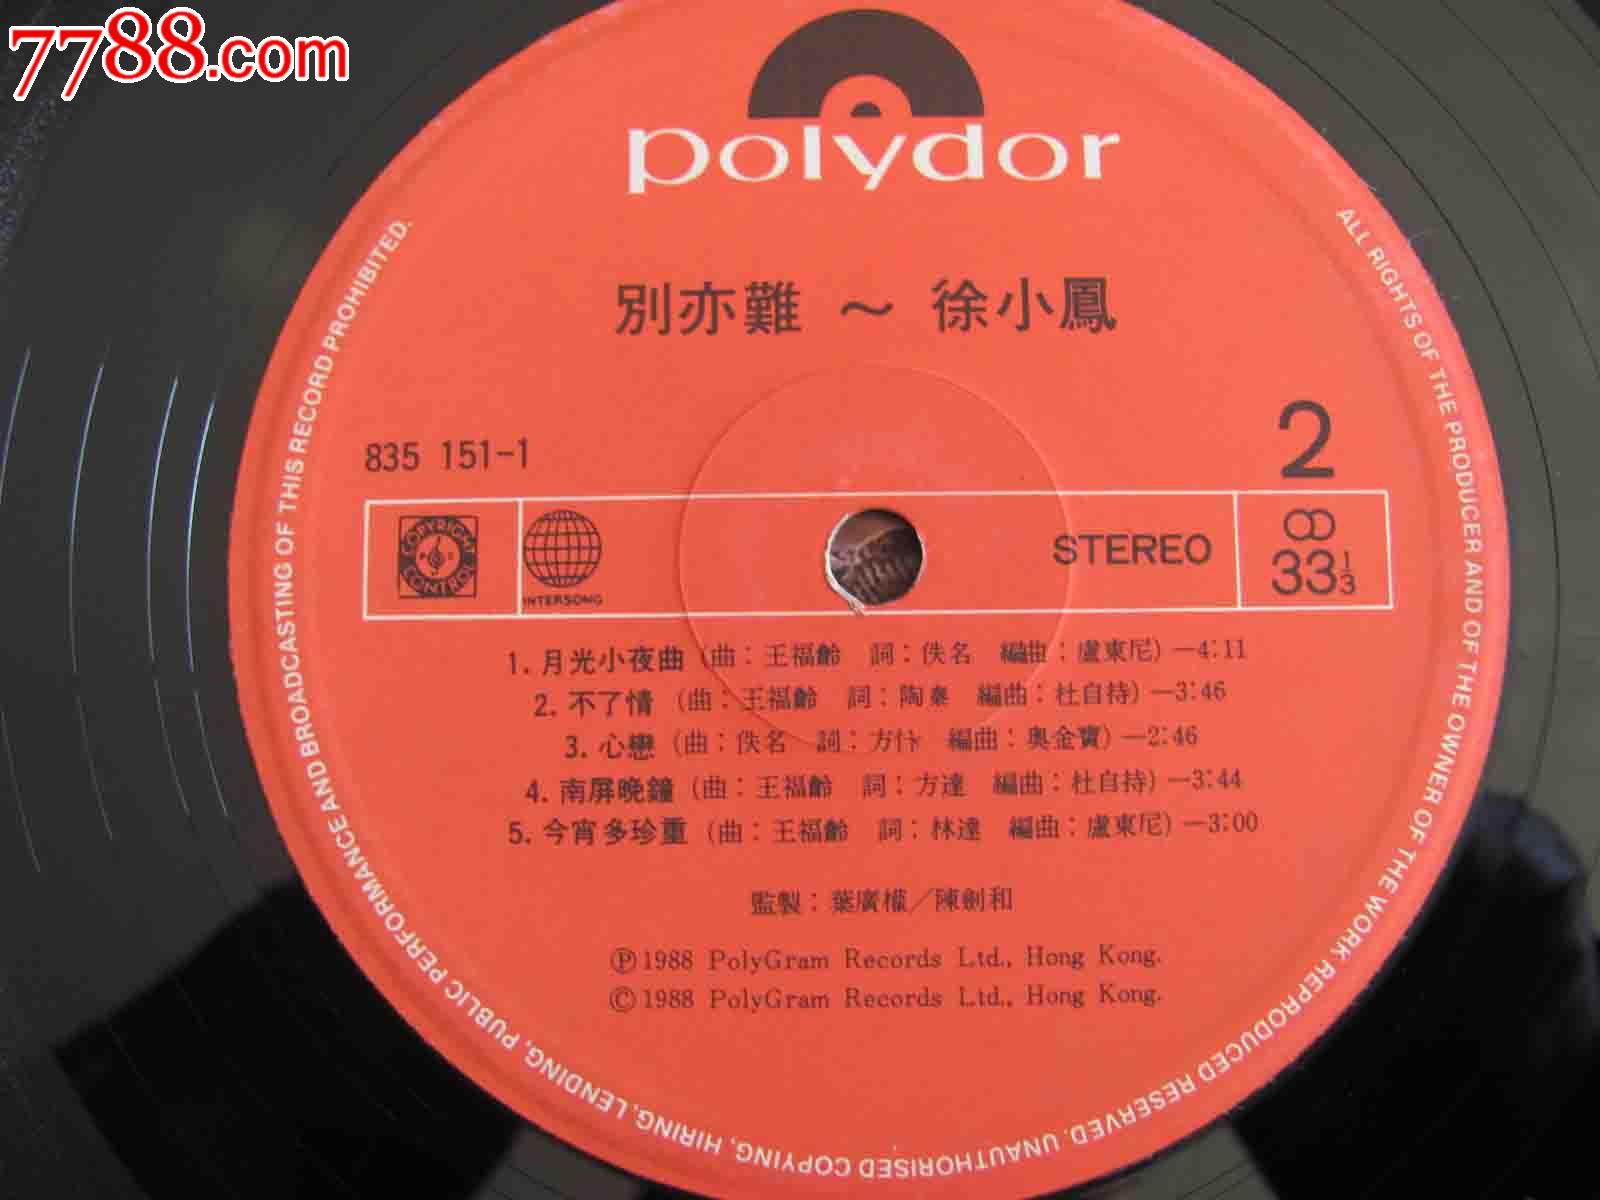 7788.com
polydor
別亦難 ～ 徐小鳳
835 151-1
2
COPYRIGHT CONTROL
INTERSONG
STEREO
33 1/3
1. 月光小夜曲 (曲：王福齡 詞：佚名 編曲：盧東尼) —4:11
2. 不了情 (曲：王福齡 詞：陶秦 編曲：杜自持) —3:46
3. 心戀 (曲：佚名 詞：方忭 編曲：奧金寶) —2:46
4. 南屏晚鐘 (曲：王福齡 詞：方達 編曲：杜自持) —3:44
5. 今宵多珍重 (曲：王福齡 詞：林達 編曲：盧東尼) —3:00
監製：葉廣權／陳劍和
Ⓟ1988 PolyGram Records Ltd., Hong Kong.
©1988 PolyGram Records Ltd., Hong Kong.
ALL RIGHTS OF THE PRODUCER AND OF THE OWNER OF THE WORK REPRODUCED RESERVED. UNAUTHORISED COPYING, HIRING, LENDING, PUBLIC PERFORMANCE AND BROADCASTING OF THIS RECORD PROHIBITED.